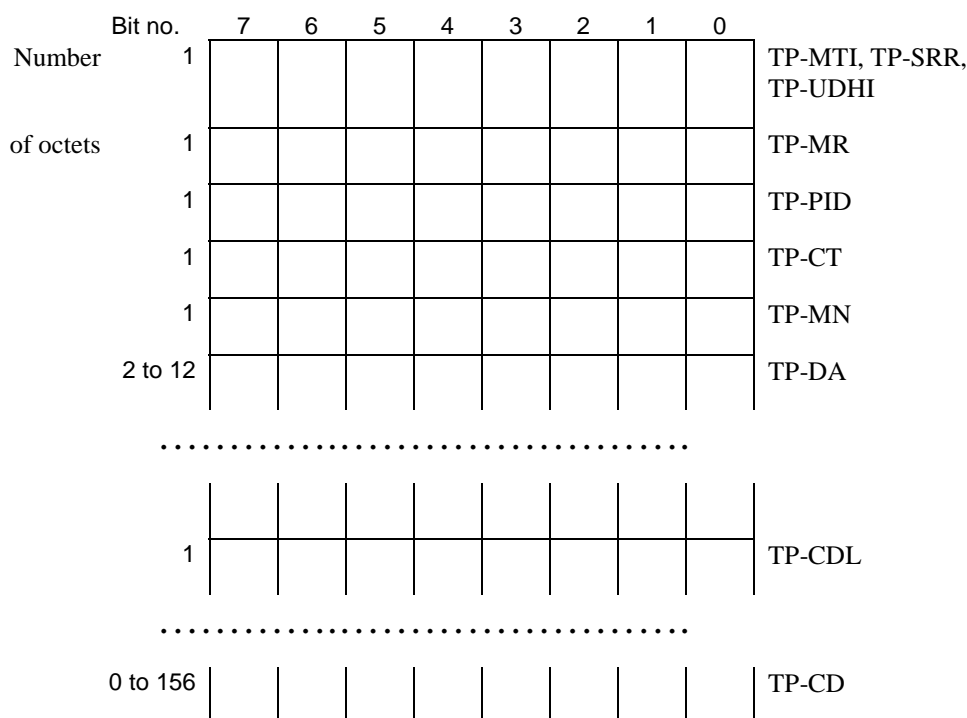 Bit no. 7 6 5 4 3 2 1 0
Number 1 TP-MTI, TP-SRR,
TP-UDHI
of octets 1 TP-MR
1 TP-PID
1 TP-CT
1 TP-MN
2 to 12 TP-DA
1 TP-CDL
0 to 156 TP-CD